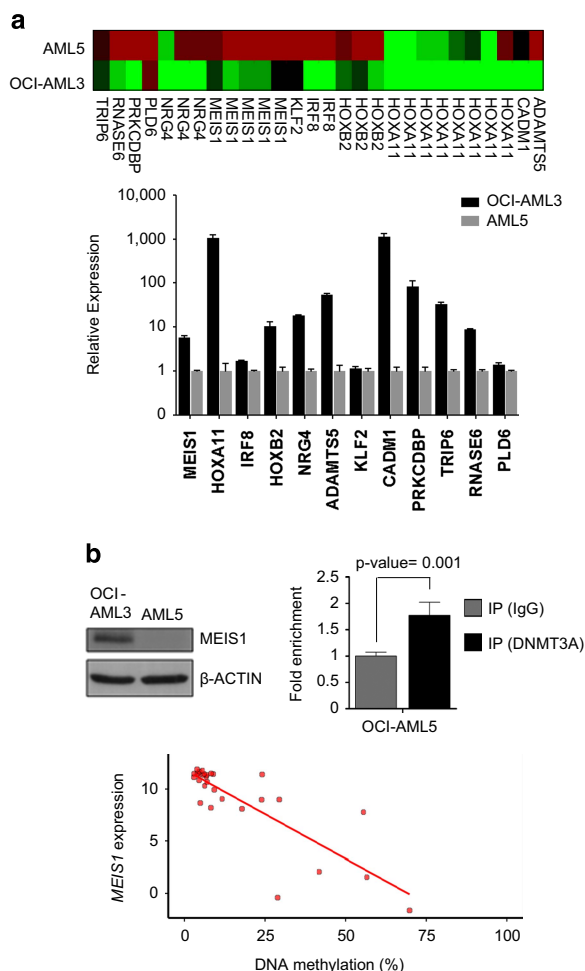 a
AML5
OCI-AML3
TRIP6
RNASE6
PRKCDBP
PLD6
NRG4
NRG4
NRG4
MEIS1
MEIS1
MEIS1
MEIS1
KLF2
IRF8
IRF8
HOXB2
HOXB2
HOXB2
HOXA11
HOXA11
HOXA11
HOXA11
HOXA11
HOXA11
HOXA11
CADM1
ADAMTS5
Relative Expression
1,000
100
10
1
0
OCI-AML3
AML5
MEIS1
HOXA11
IRF8
HOXB2
NRG4
ADAMTS5
KLF2
CADM1
PRKCDBP
TRIP6
RNASE6
PLD6
b
OCI-
AML3
AML5
MEIS1
β-ACTIN
p-value= 0.001
Fold enrichment
2.5
2
1.5
1
0.5
0
OCI-AML5
IP (IgG)
IP (DNMT3A)
MEIS1 expression
10
5
0
0
25
50
75
100
DNA methylation (%)